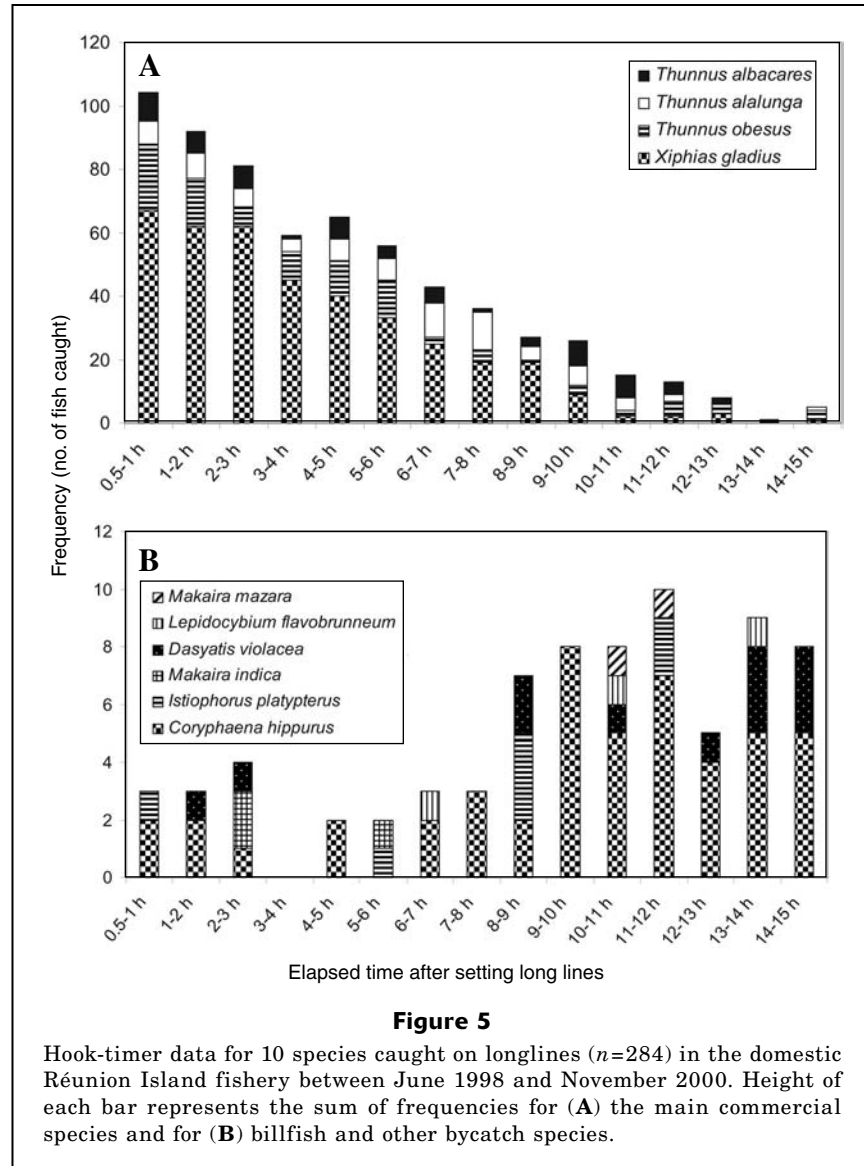 120
100
80
60
40
20
0
A
Thunnus albacares
Thunnus alalunga
Thunnus obesus
Xiphias gladius
0.5-1 h
1-2 h
2-3 h
3-4 h
4-5 h
5-6 h
6-7 h
7-8 h
8-9 h
9-10 h
10-11 h
11-12 h
12-13 h
13-14 h
14-15 h
Frequency (no. of fish caught)
12
10
8
6
4
2
0
B
Makaira mazara
Lepidocybium flavobrunneum
Dasyatis violacea
Makaira indica
Istiophorus platypterus
Coryphaena hippurus
0.5-1 h
1-2 h
2-3 h
3-4 h
4-5 h
5-6 h
6-7 h
7-8 h
8-9 h
9-10 h
10-11 h
11-12 h
12-13 h
13-14 h
14-15 h
Elapsed time after setting long lines
Figure 5
Hook-timer data for 10 species caught on longlines (n=284) in the domestic
Réunion Island fishery between June 1998 and November 2000. Height of
each bar represents the sum of frequencies for (A) the main commercial
species and for (B) billfish and other bycatch species.